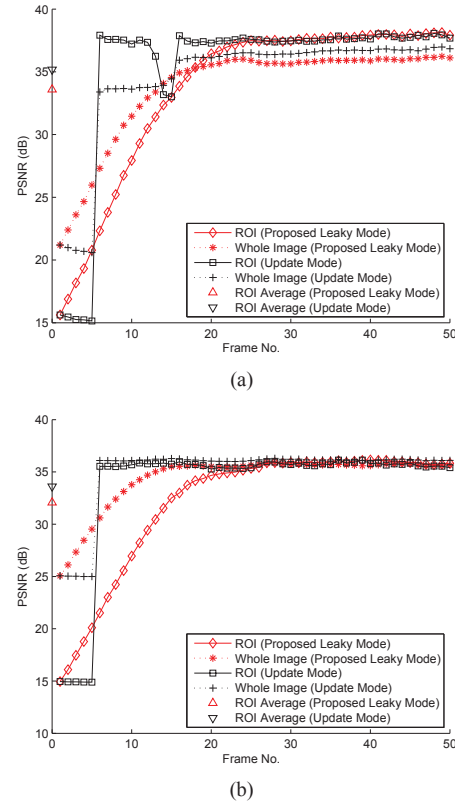 40
35
30
25
20
15
PSNR (dB)
ROI (Proposed Leaky Mode)
Whole Image (Proposed Leaky Mode)
ROI (Update Mode)
Whole Image (Update Mode)
ROI Average (Proposed Leaky Mode)
ROI Average (Update Mode)
0 10 20 30 40 50
Frame No.
(a)
40
35
30
25
20
15
10
PSNR (dB)
ROI (Proposed Leaky Mode)
Whole Image (Proposed Leaky Mode)
ROI (Update Mode)
Whole Image (Update Mode)
ROI Average (Proposed Leaky Mode)
ROI Average (Update Mode)
0 10 20 30 40 50
Frame No.
(b)